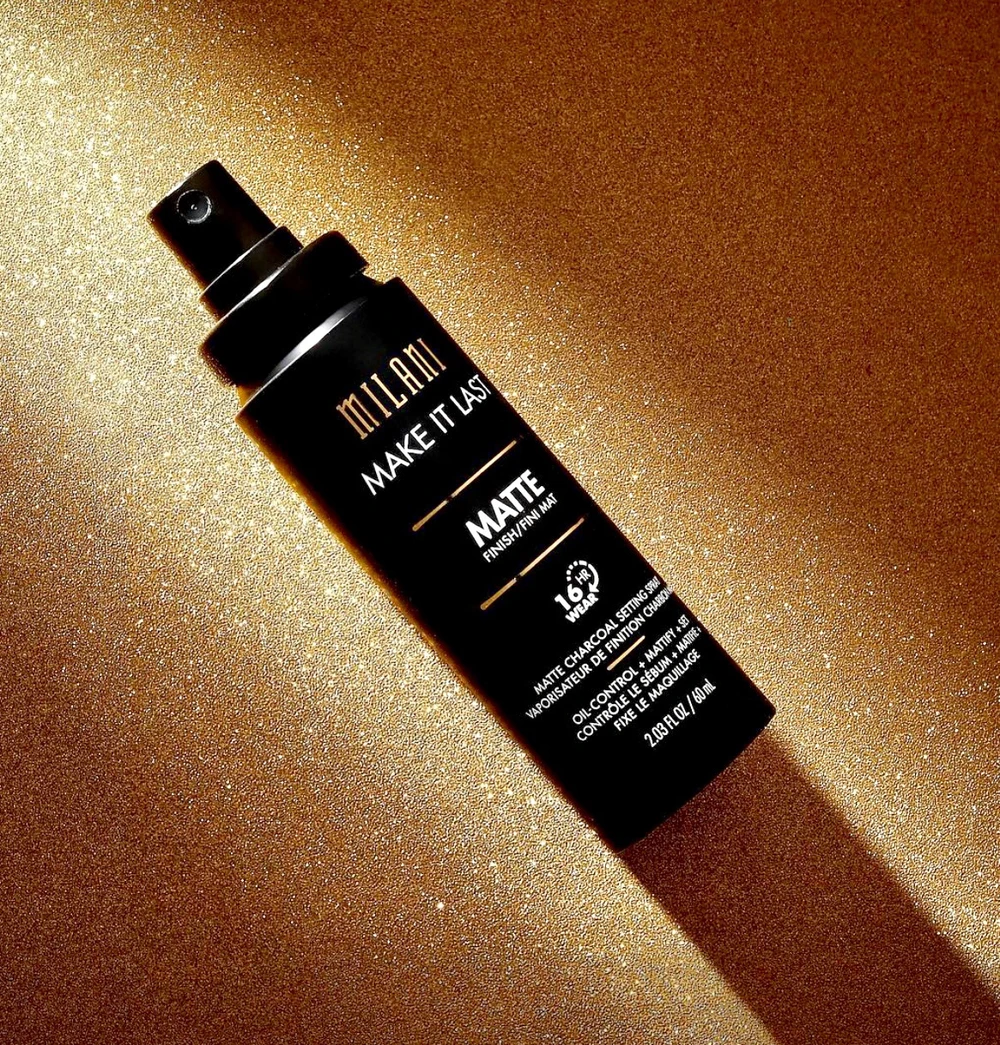 MILANI
MAKE IT LAST
MATTE
FINISH/FINI MAT
16 HR
WEAR
MATTE CHARCOAL SETTING SPRAY
VAPORISATEUR DE FINITION CHARBON
OIL-CONTROL + MATTIFY + SET
CONTRÔLE LE SÉBUM + MATIFIE +
FIXE LE MAQUILLAGE
2.03 FL OZ / 60 mL